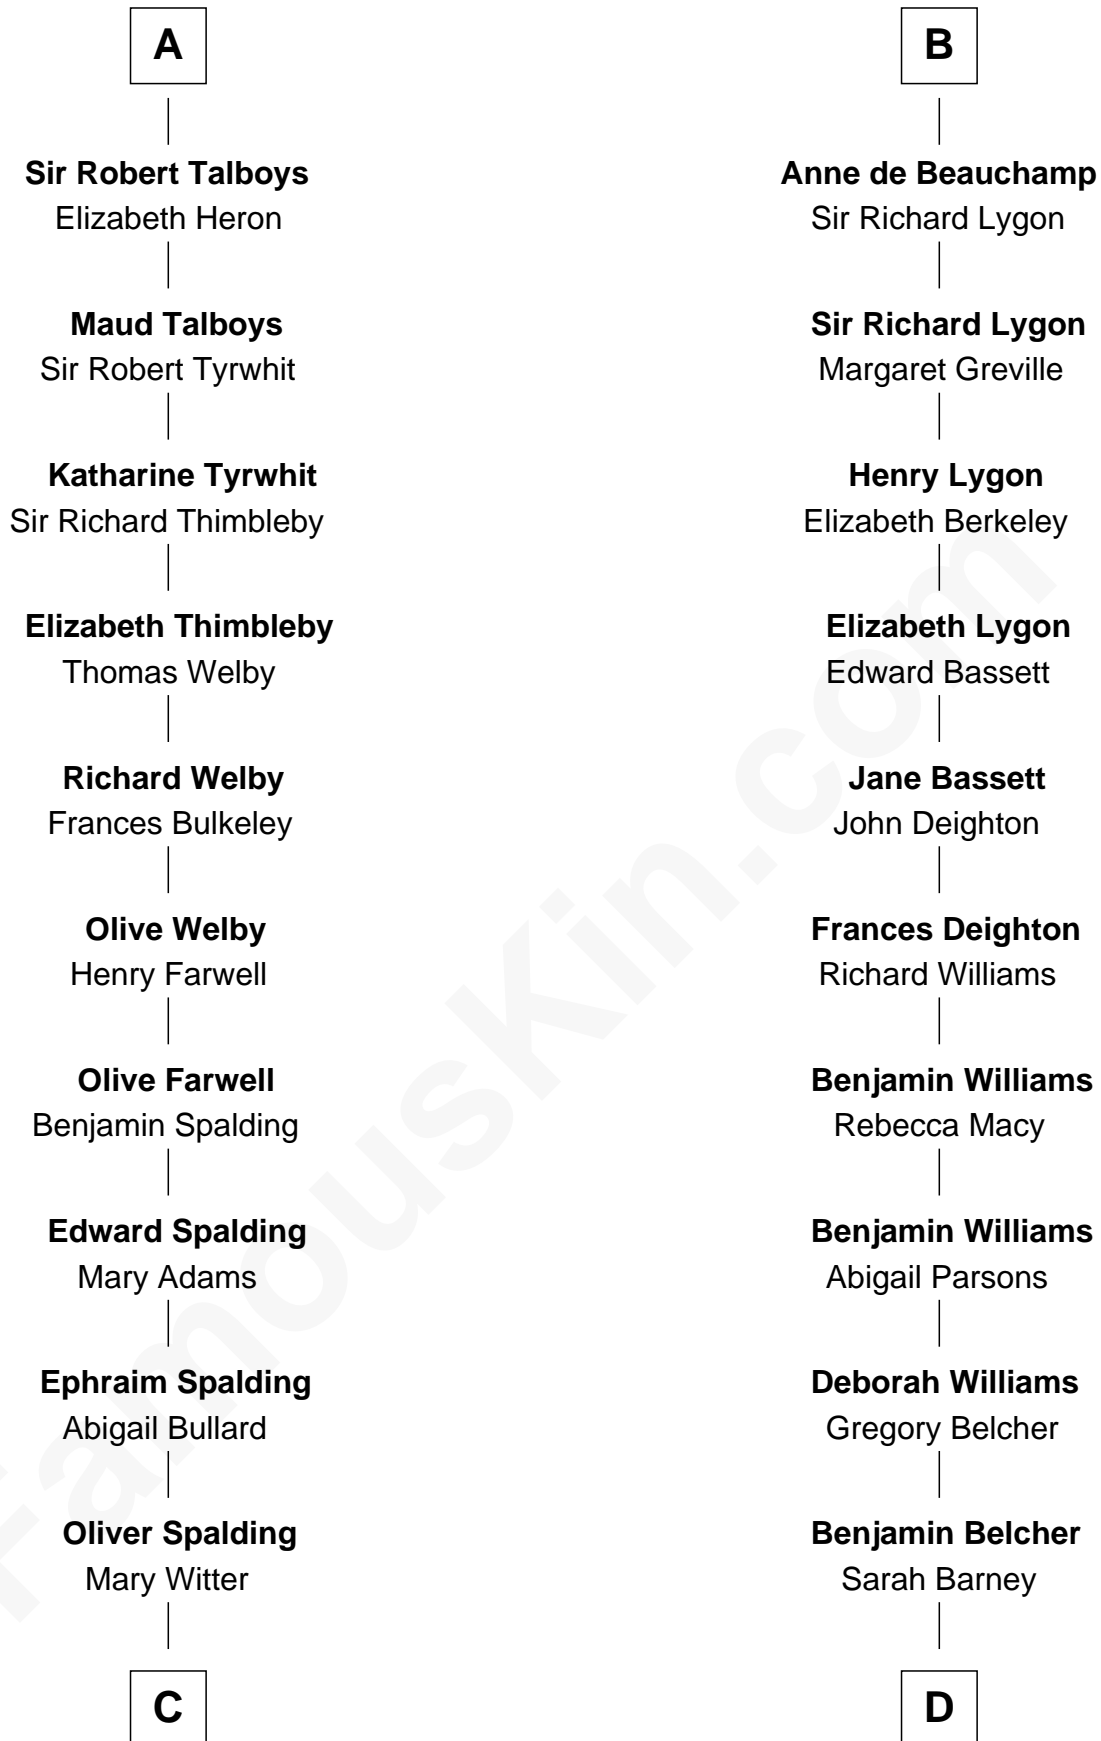 A
Sir Robert Talboys
Elizabeth Heron
Maud Talboys
Sir Robert Tyrwhit
Katharine Tyrwhit
Sir Richard Thimbleby
Elizabeth Thimbleby
Thomas Welby
Richard Welby
Frances Bulkeley
Olive Welby
Henry Farwell
Olive Farwell
Benjamin Spalding
Edward Spalding
Mary Adams
Ephraim Spalding
Abigail Bullard
Oliver Spalding
Mary Witter
C
B
Anne de Beauchamp
Sir Richard Lygon
Sir Richard Lygon
Margaret Greville
Henry Lygon
Elizabeth Berkeley
Elizabeth Lygon
Edward Bassett
Jane Bassett
John Deighton
Frances Deighton
Richard Williams
Benjamin Williams
Rebecca Macy
Benjamin Williams
Abigail Parsons
Deborah Williams
Gregory Belcher
Benjamin Belcher
Sarah Barney
D
FamousKin.com